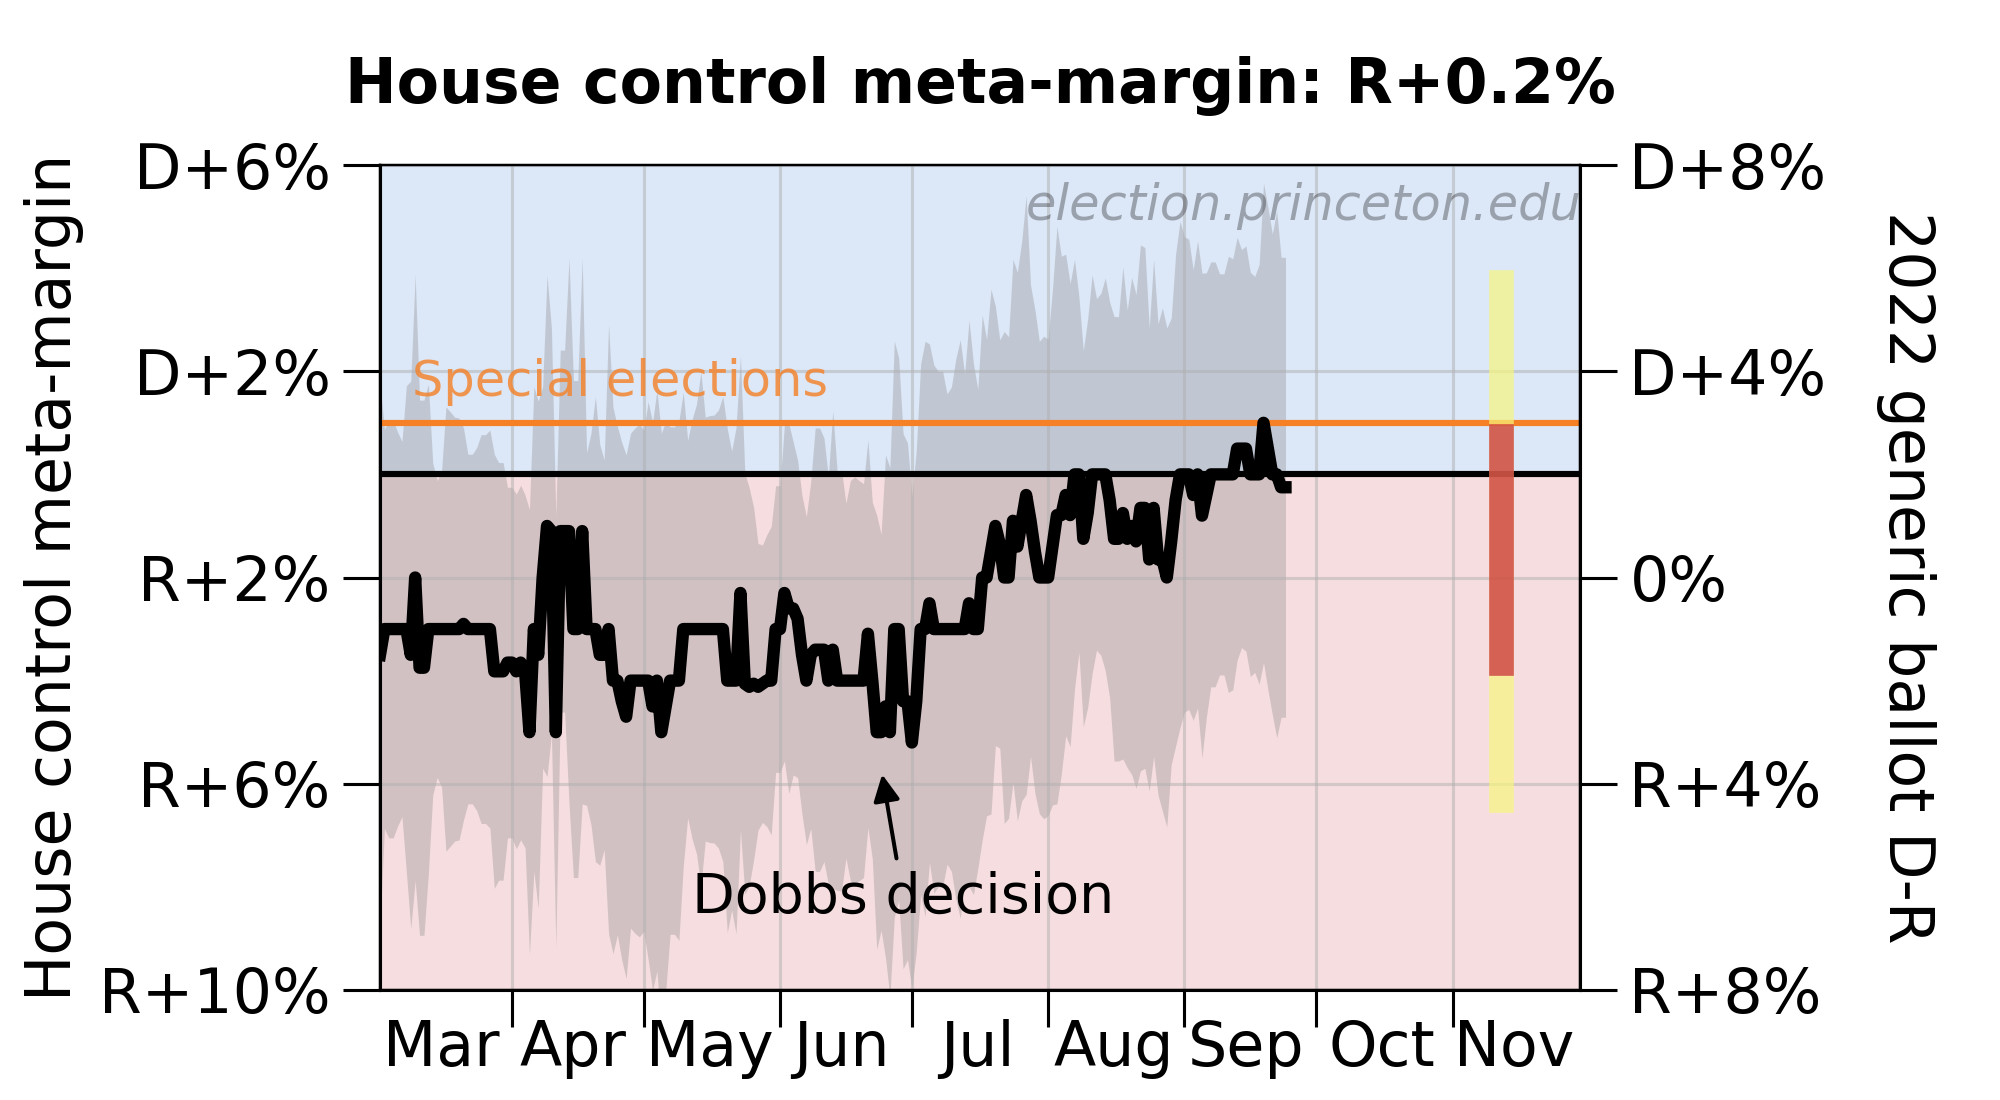 House control meta-margin: R+0.2%
House control meta-margin
D+6%
D+2%
R+2%
R+6%
R+10%
election.princeton.edu
Special elections
Dobbs decision
D+8%
D+4%
0%
R+4%
R+8%
2022 generic ballot D-R
Mar Apr May Jun Jul Aug Sep Oct Nov